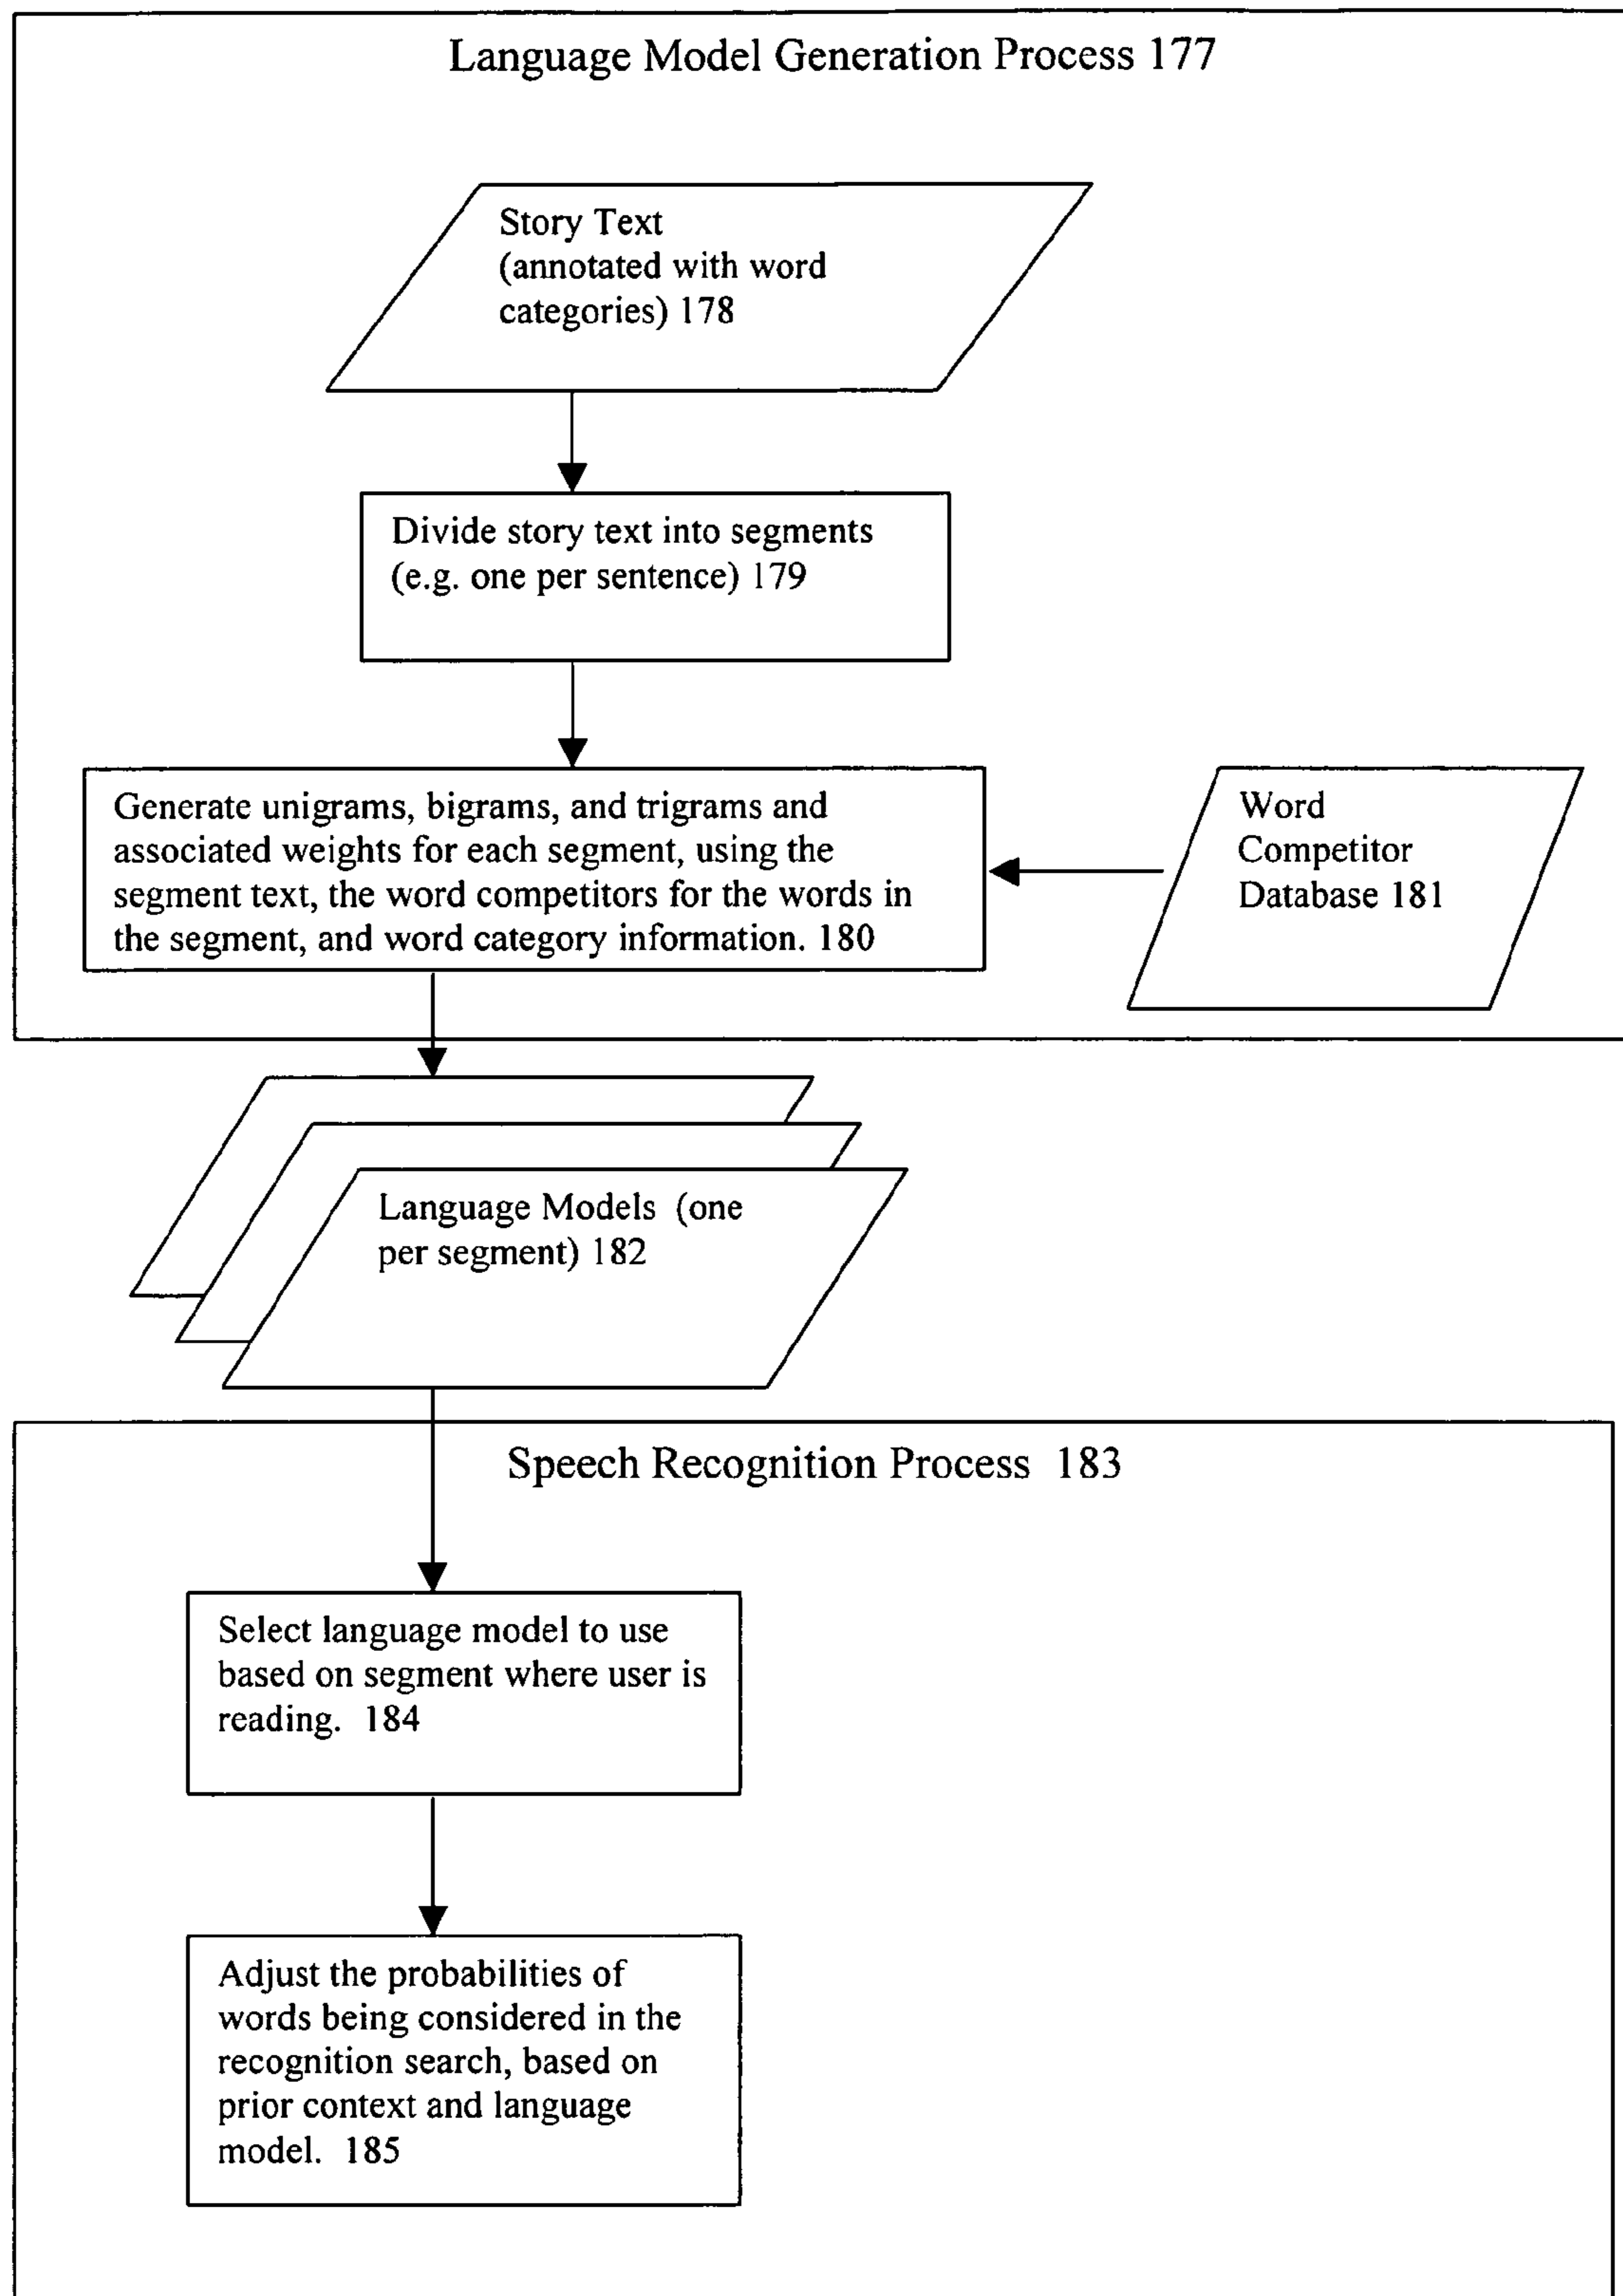 Language Model Generation Process 177
Story Text
(annotated with word
categories) 178
Divide story text into segments
(e.g. one per sentence) 179
Generate unigrams, bigrams, and trigrams and
associated weights for each segment, using the
segment text, the word competitors for the words in
the segment, and word category information. 180
Word
Competitor
Database 181
Language Models (one
per segment) 182
Speech Recognition Process 183
Select language model to use
based on segment where user is
reading. 184
Adjust the probabilities of
words being considered in the
recognition search, based on
prior context and language
model. 185